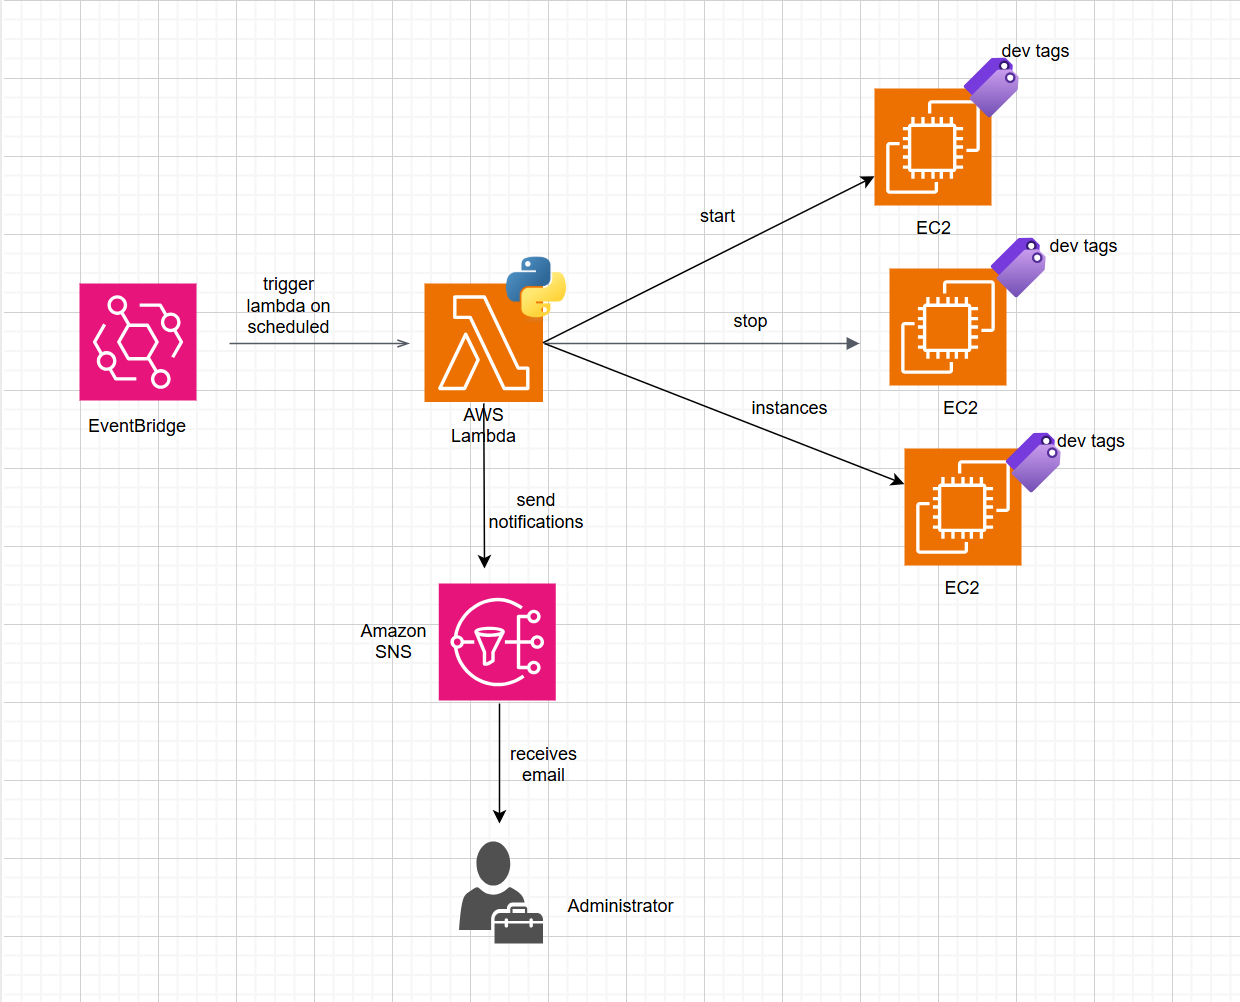 dev tags
EC2
start
dev tags
trigger
lambda on
scheduled
stop
EC2
EventBridge
AWS
Lambda
instances
dev tags
EC2
send
notifications
Amazon
SNS
receives
email
Administrator